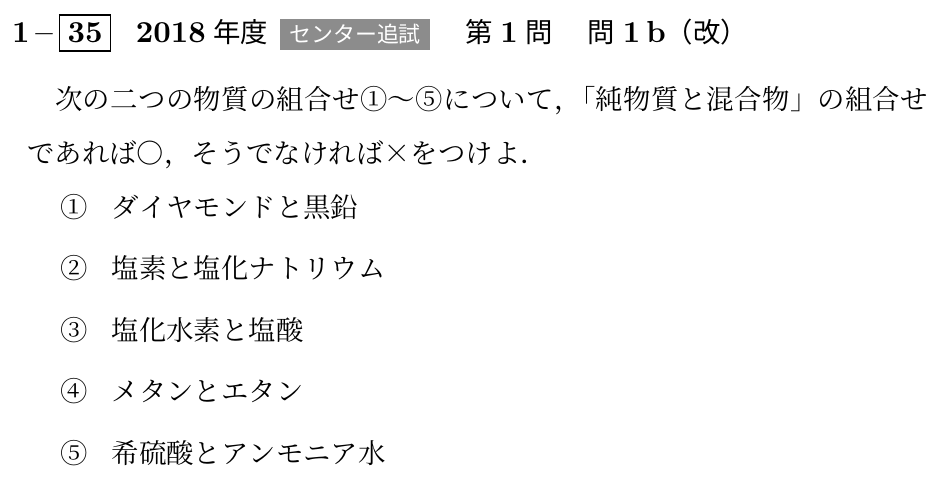 1－35　2018 年度　センター追試　第 1 問　問 1 b（改）
次の二つの物質の組合せ①～⑤について，「純物質と混合物」の組合せ
であれば○，そうでなければ×をつけよ．
①　ダイヤモンドと黒鉛
②　塩素と塩化ナトリウム
③　塩化水素と塩酸
④　メタンとエタン
⑤　希硫酸とアンモニア水